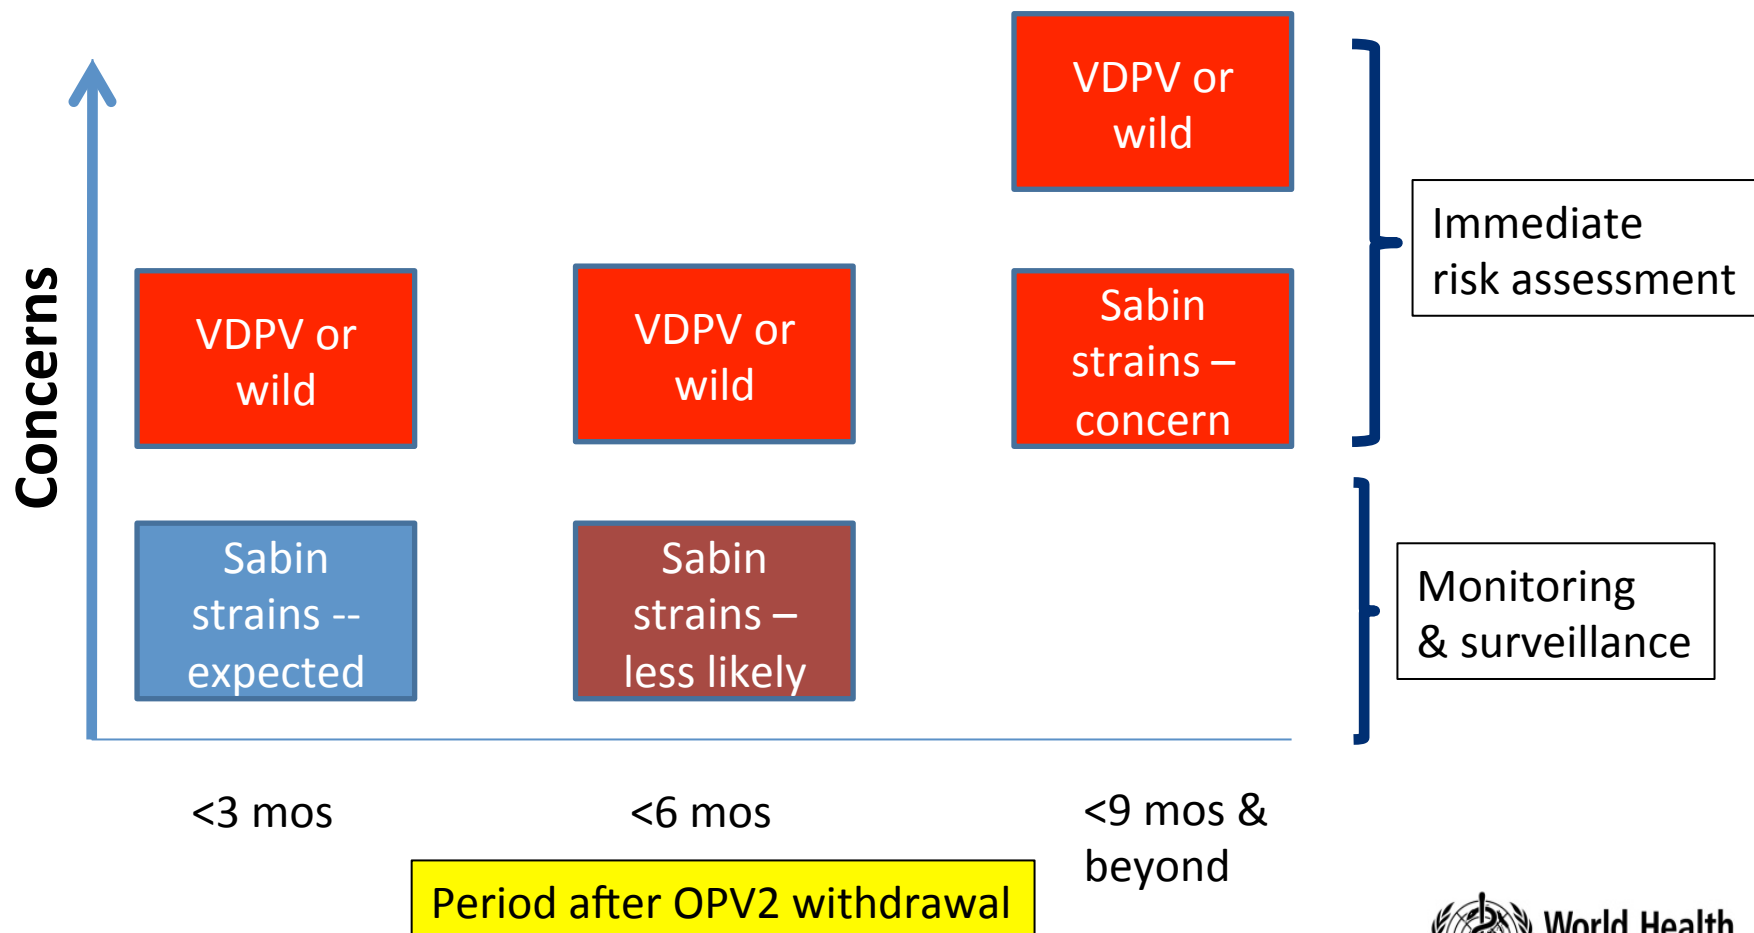 Concerns
VDPV or
wild
VDPV or
wild
VDPV or
wild
Sabin
strains --
expected
Sabin
strains –
less likely
Sabin
strains –
concern
Immediate
risk assessment
Monitoring
& surveillance
<3 mos
<6 mos
<9 mos &
beyond
Period after OPV2 withdrawal
World Health